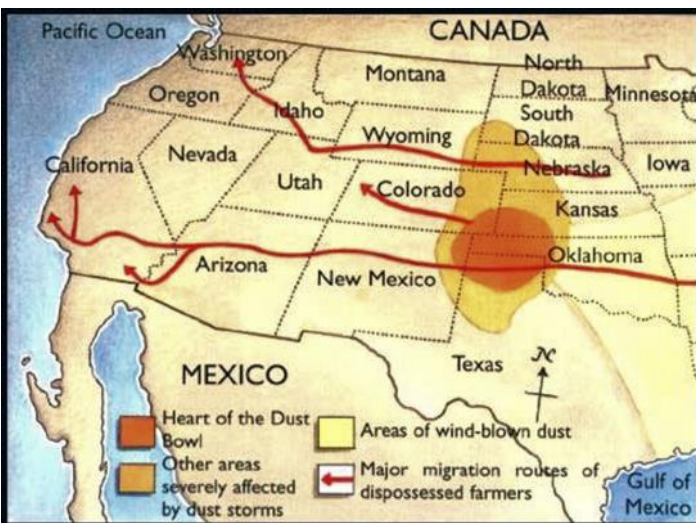 Pacific Ocean
CANADA
Washington
Montana
North
Dakota
Minnesota
Oregon
Idaho
South
Dakota
Wyoming
California
Nevada
Nebraska
Iowa
Utah
Colorado
Kansas
Arizona
New Mexico
Oklahoma
Texas
N
MEXICO
Heart of the Dust
Bowl
Other areas
severely affected
by dust storms
Areas of wind-blown dust
Major migration routes of
dispossessed farmers
Gulf of
Mexico